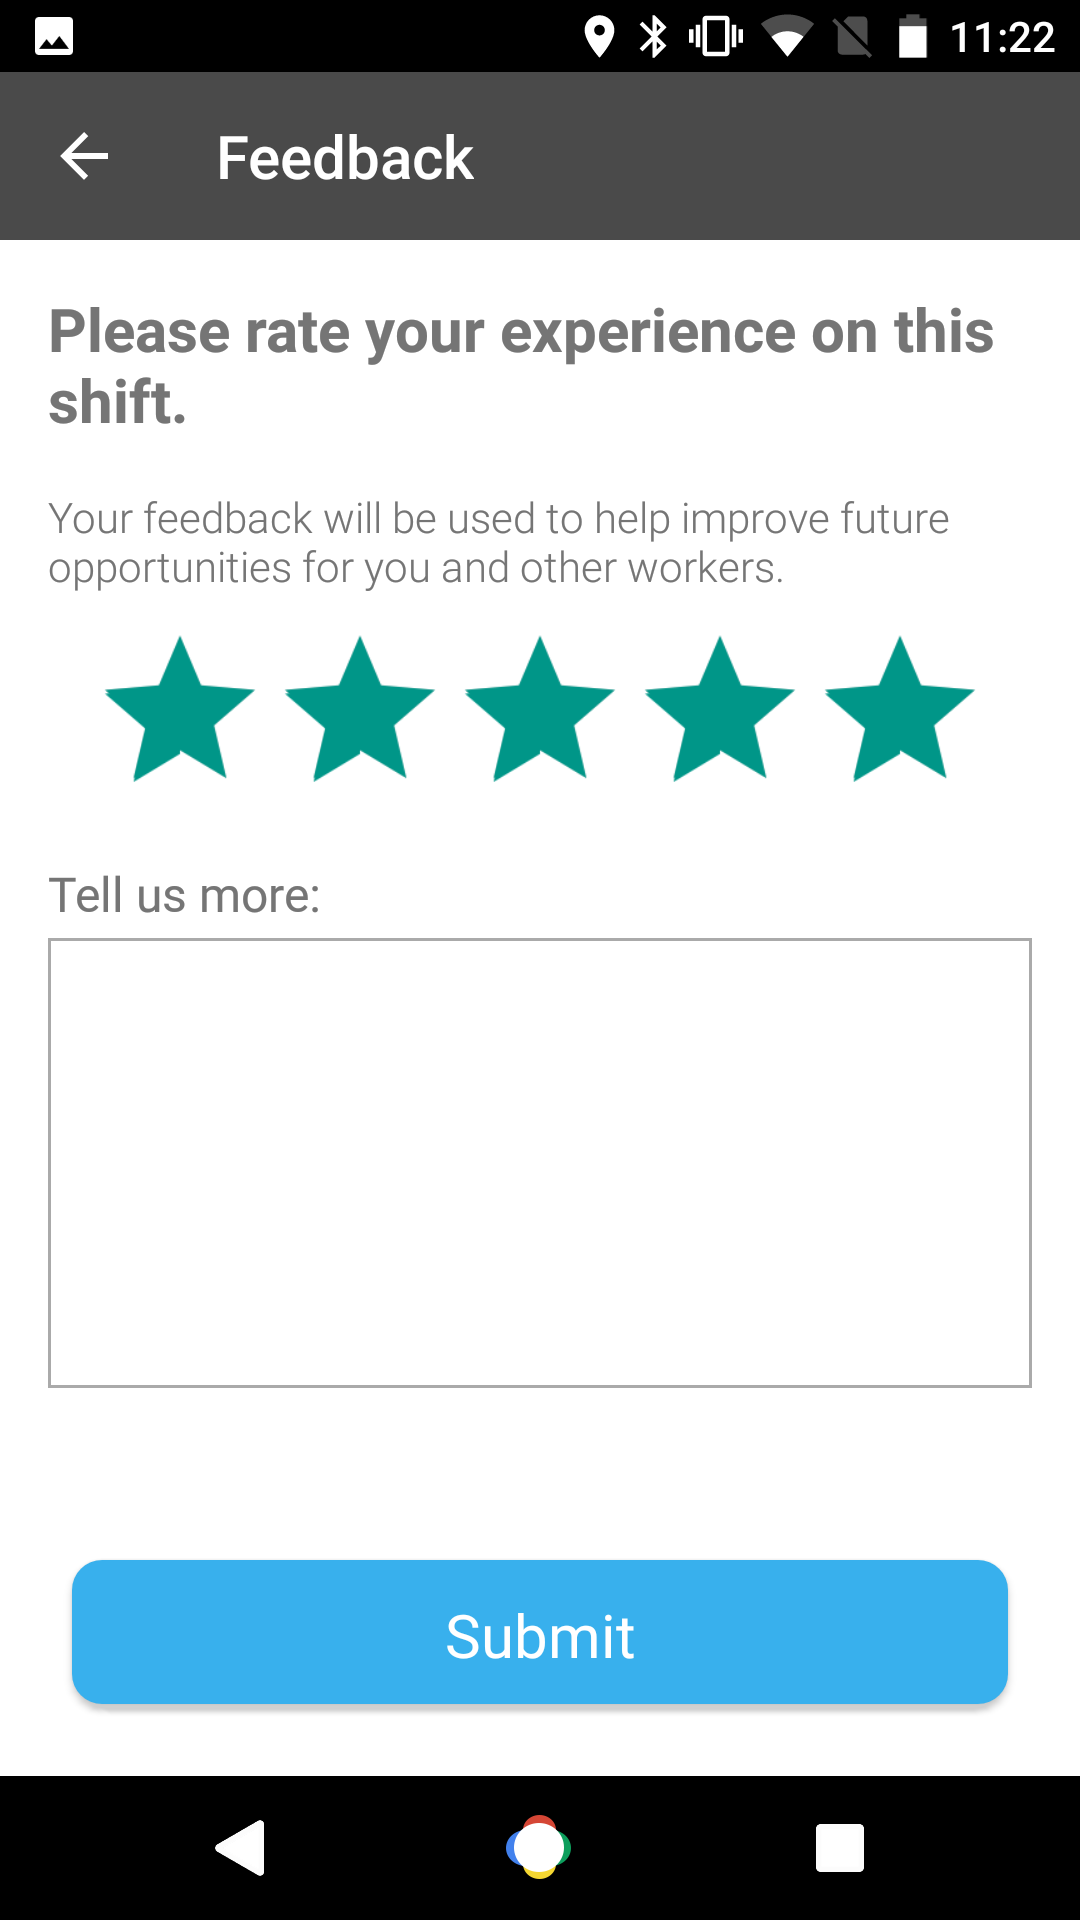 11:22
Feedback
Please rate your experience on this
shift.
Your feedback will be used to help improve future
opportunities for you and other workers.
Tell us more:
Submit